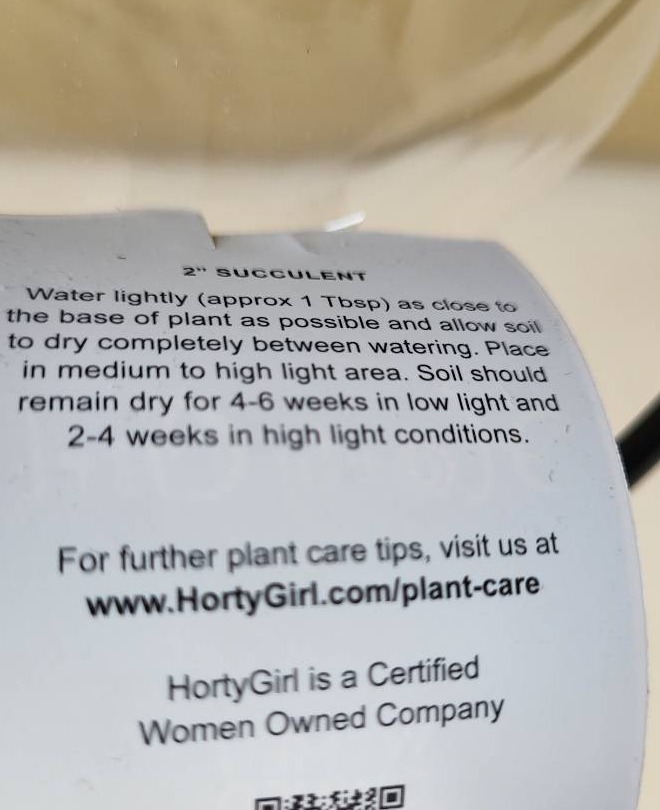 2" SUCCULENT
Water lightly (approx 1 Tbsp) as close to
the base of plant as possible and allow soil
to dry completely between watering. Place
in medium to high light area. Soil should
remain dry for 4-6 weeks in low light and
2-4 weeks in high light conditions.
For further plant care tips, visit us at
www.HortyGirl.com/plant-care
HortyGirl is a Certified
Women Owned Company